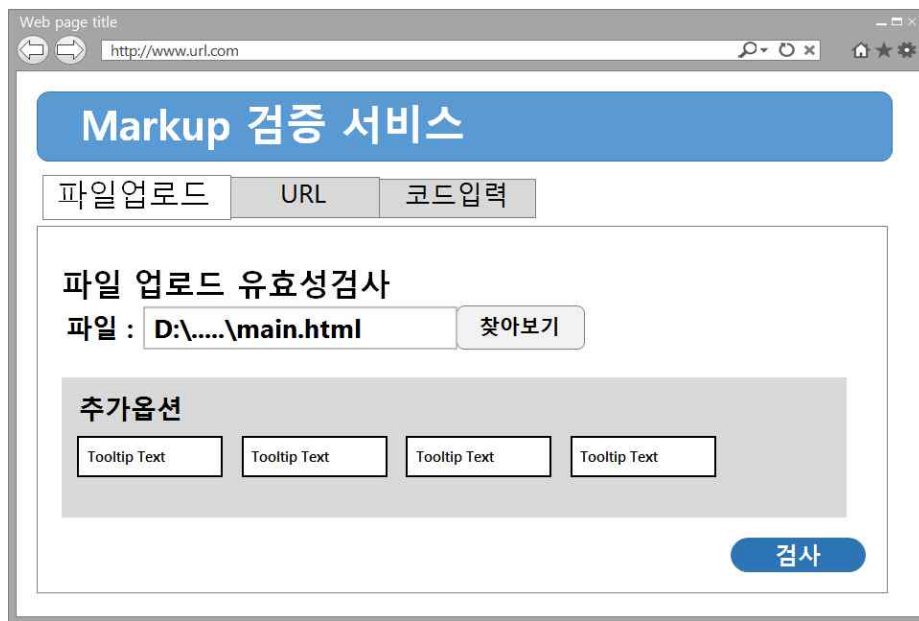 Web page title
http://www.url.com
Markup 검증 서비스
파일업로드 URL 코드입력
파일 업로드 유효성검사
파일 : D:\.....\main.html 찾아보기
추가옵션
Tooltip Text Tooltip Text Tooltip Text Tooltip Text
검사